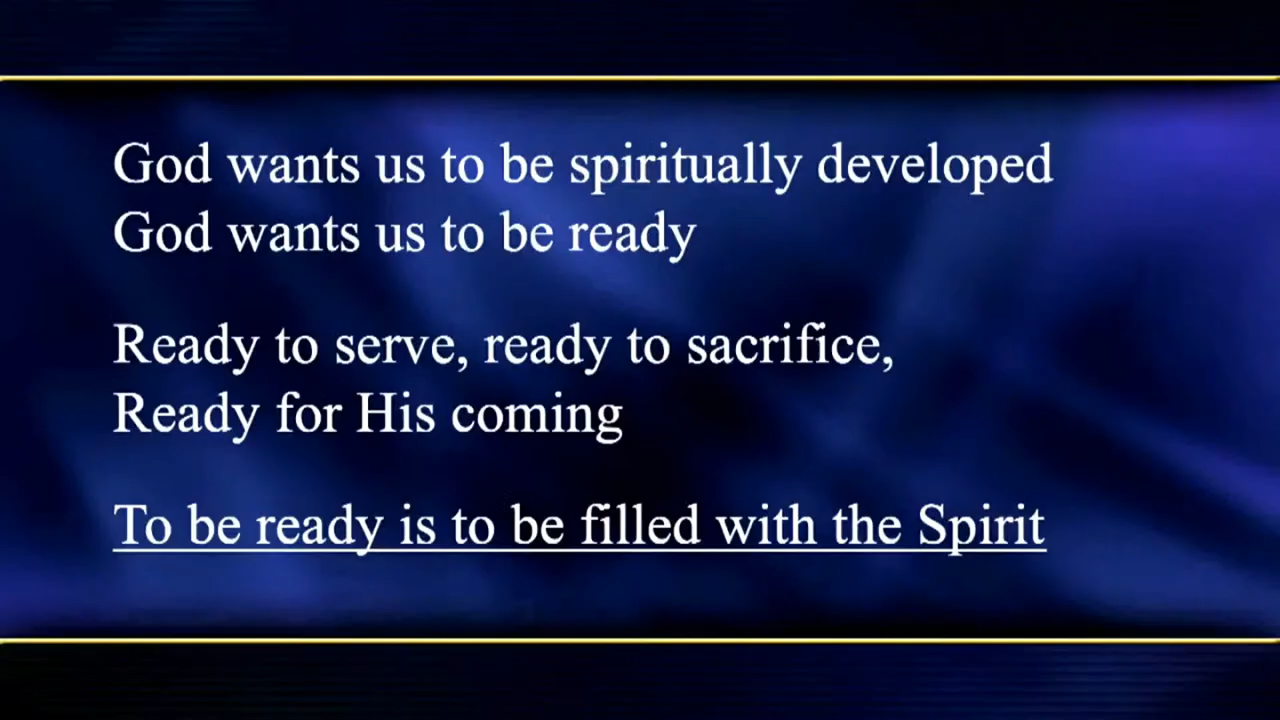 God wants us to be spiritually developed
God wants us to be ready
Ready to serve, ready to sacrifice,
Ready for His coming
To be ready is to be filled with the Spirit